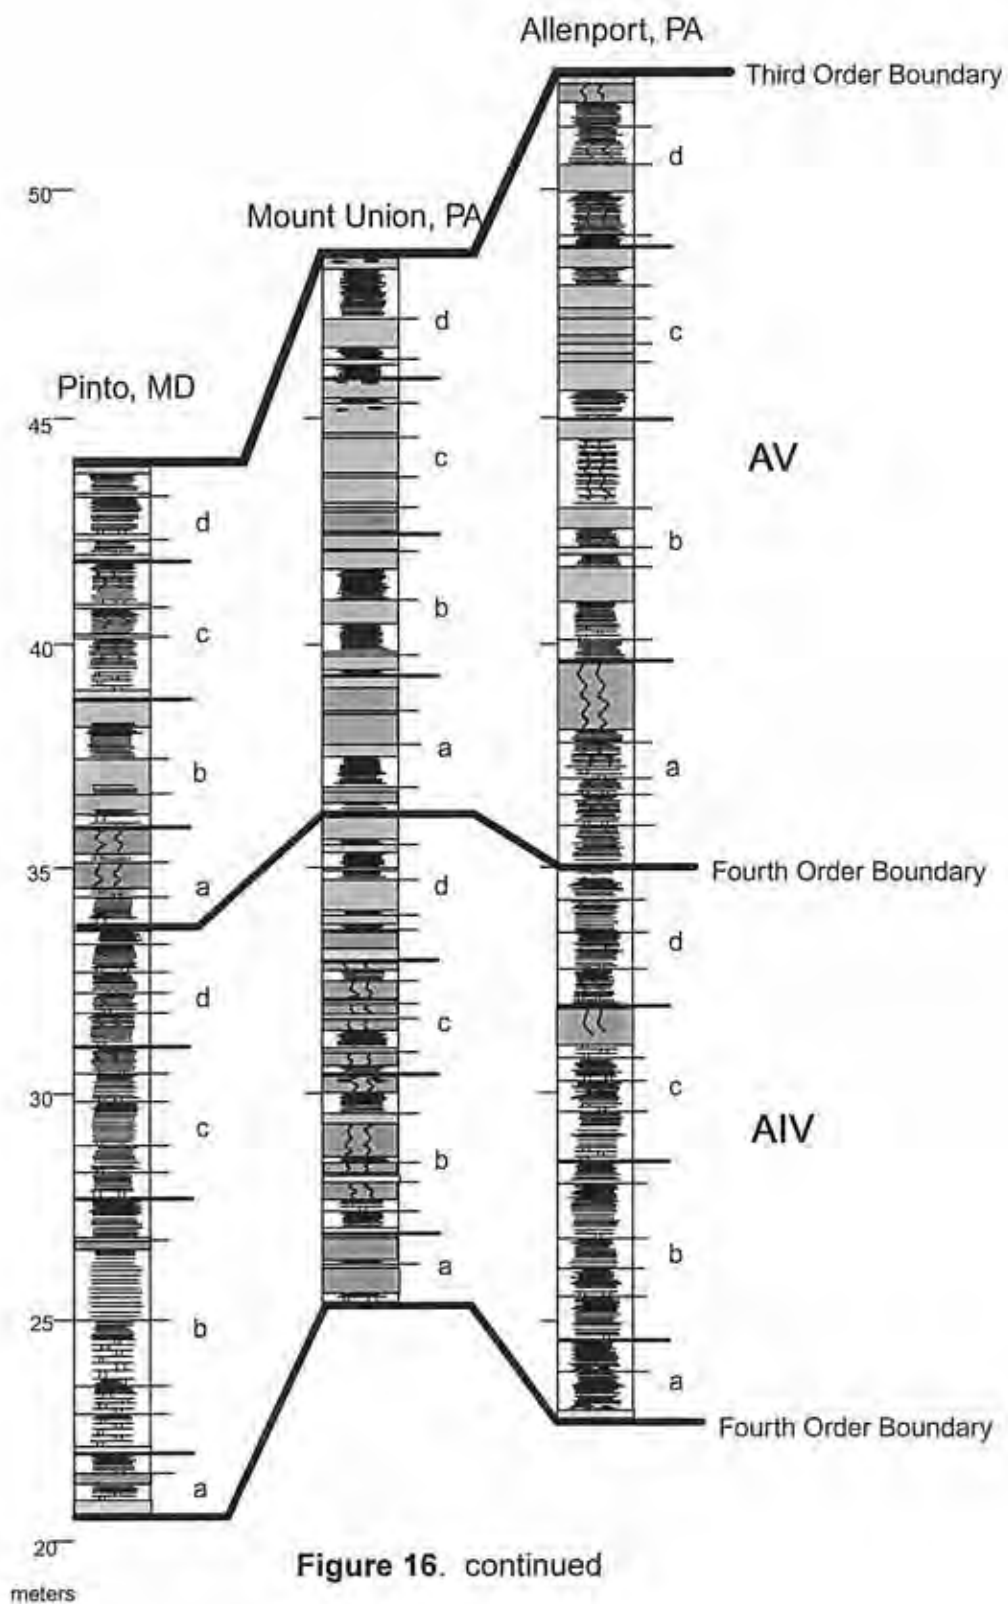 Allenport, PA
Third Order Boundary
d
50
Mount Union, PA
d
c
Pinto, MD
45
c
AV
d
b
b
c
40
a
b
a
35
a
Fourth Order Boundary
d
d
d
c
c
30
c
AIV
b
b
a
25
b
a
a
Fourth Order Boundary
20
meters
Figure 16. continued